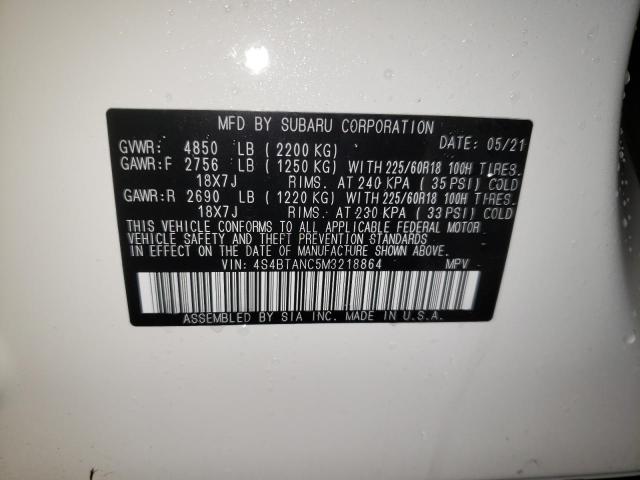 MFD BY SUBARU CORPORATION DATE: 05/21
GVWR: 4850 LB (2200 KG)
GAWR:F 2756 LB (1250 KG) WITH 225/60R18 100H TIRES.
18X7J RIMS. AT 240 KPA (35 PSI) COLD
GAWR:R 2690 LB (1220 KG) WITH 225/60R18 100H TIRES.
18X7J RIMS. AT 230 KPA (33 PSI) COLD
THIS VEHICLE CONFORMS TO ALL APPLICABLE FEDERAL MOTOR
VEHICLE SAFETY AND THEFT PREVENTION STANDARDS
IN EFFECT ON THE DATE OF MANUFACTURE SHOWN ABOVE.
VIN: 4S4BTANC5M3218864 MPV
ASSEMBLED BY SIA INC. MADE IN U.S.A.